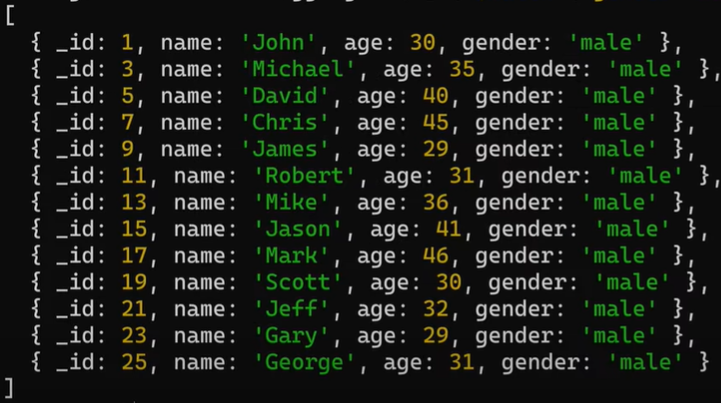 [
{ _id: 1, name: 'John', age: 30, gender: 'male' },
{ _id: 3, name: 'Michael', age: 35, gender: 'male' },
{ _id: 5, name: 'David', age: 40, gender: 'male' },
{ _id: 7, name: 'Chris', age: 45, gender: 'male' },
{ _id: 9, name: 'James', age: 29, gender: 'male' },
{ _id: 11, name: 'Robert', age: 31, gender: 'male' },
{ _id: 13, name: 'Mike', age: 36, gender: 'male' },
{ _id: 15, name: 'Jason', age: 41, gender: 'male' },
{ _id: 17, name: 'Mark', age: 46, gender: 'male' },
{ _id: 19, name: 'Scott', age: 30, gender: 'male' },
{ _id: 21, name: 'Jeff', age: 32, gender: 'male' },
{ _id: 23, name: 'Gary', age: 29, gender: 'male' },
{ _id: 25, name: 'George', age: 31, gender: 'male' }
]